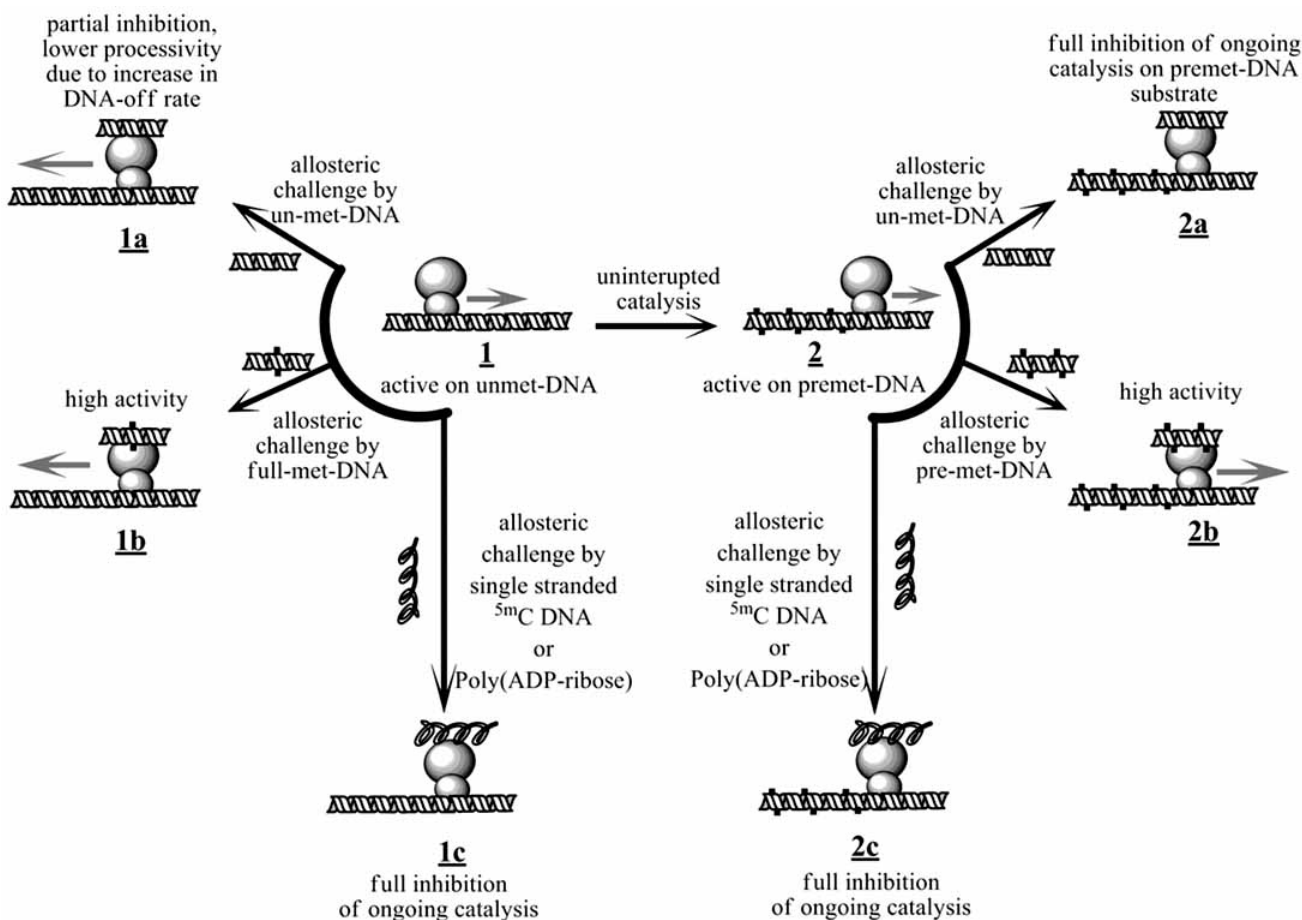 partial inhibition,
lower processivity
due to increase in
DNA-off rate
1a
allosteric
challenge by
un-met-DNA
high activity
1b
allosteric
challenge by
full-met-DNA
1
active on unmet-DNA
uninterupted
catalysis
2
active on premet-DNA
allosteric
challenge by
un-met-DNA
full inhibition of ongoing
catalysis on premet-DNA
substrate
2a
allosteric
challenge by
pre-met-DNA
high activity
2b
allosteric
challenge by
single stranded
5mC DNA
or
Poly(ADP-ribose)
1c
full inhibition
of ongoing catalysis
allosteric
challenge by
single stranded
5mC DNA
or
Poly(ADP-ribose)
2c
full inhibition
of ongoing catalysis